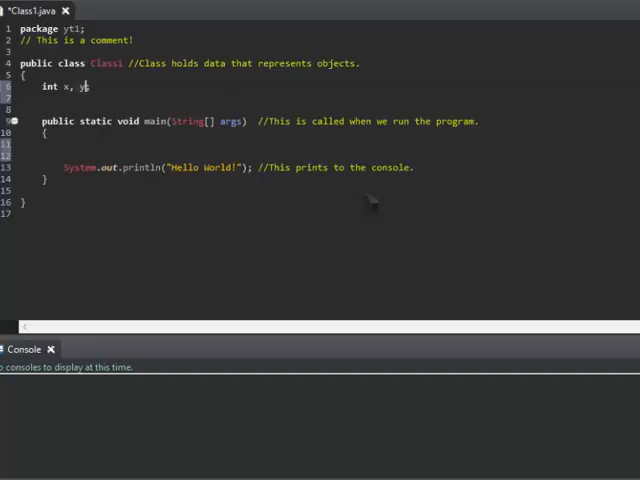 *Class1.java
1 package yt1;
2 // This is a comment!
3
4 public class Class1 //Class holds data that represents objects.
5 {
6 int x, y;
7
8
9 public static void main(String[] args) //This is called when we run the program.
10 {
11
12
13 System.out.println("Hello World!"); //This prints to the console.
14 }
15
16 }
17
Console
o consoles to display at this time.